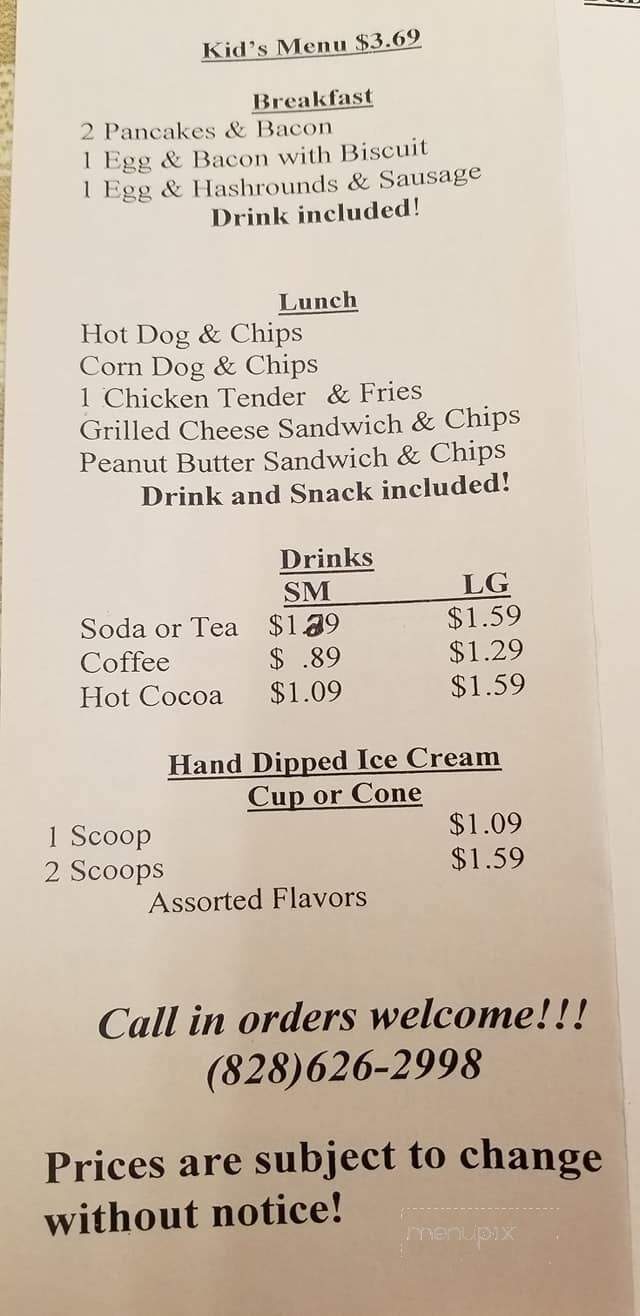 Kid's Menu $3.69
Breakfast
2 Pancakes & Bacon
1 Egg & Bacon with Biscuit
1 Egg & Hashrounds & Sausage
Drink included!
Lunch
Hot Dog & Chips
Corn Dog & Chips
1 Chicken Tender & Fries
Grilled Cheese Sandwich & Chips
Peanut Butter Sandwich & Chips
Drink and Snack included!
Drinks
SM LG
Soda or Tea $1.29 $1.59
Coffee $ .89 $1.29
Hot Cocoa $1.09 $1.59
Hand Dipped Ice Cream
Cup or Cone
1 Scoop $1.09
2 Scoops $1.59
Assorted Flavors
Call in orders welcome!!!
(828)626-2998
Prices are subject to change
without notice!
menupix